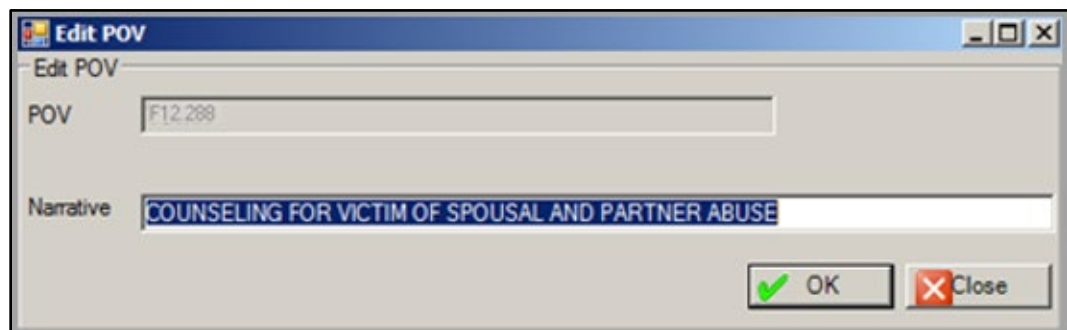 Edit POV
Edit POV
POV F12.288
Narrative COUNSELING FOR VICTIM OF SPOUSAL AND PARTNER ABUSE
OK Close